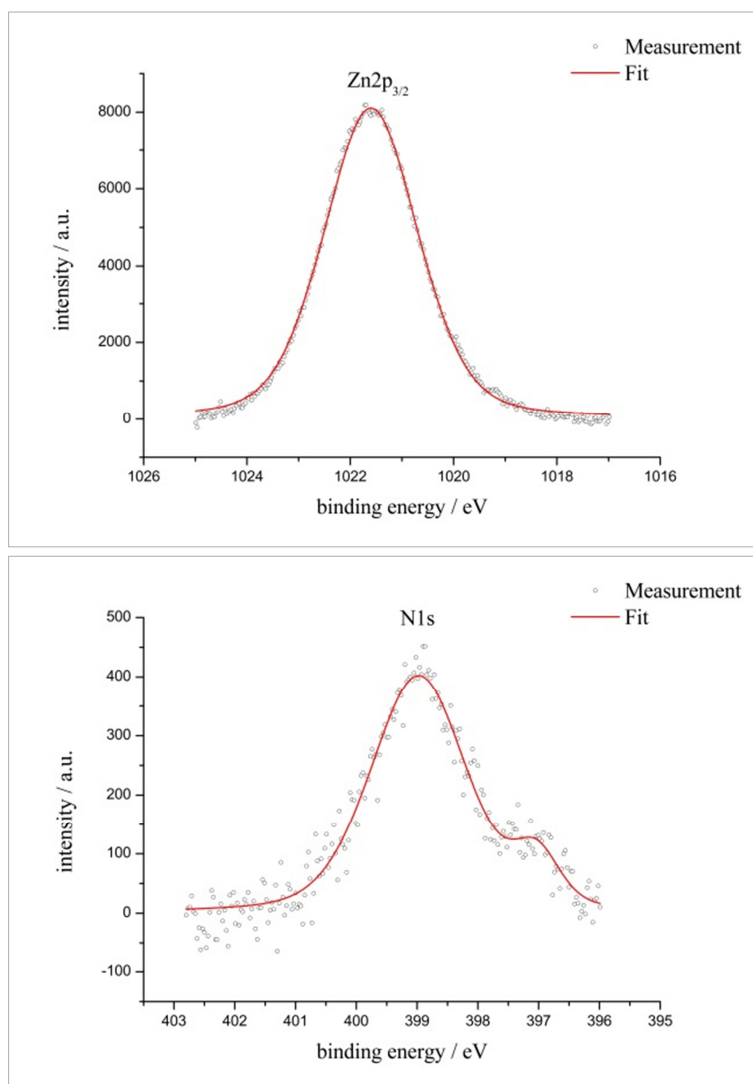 Measurement
Fit
Zn2p3/2
8000
6000
4000
2000
0
intensity / a.u.
1026 1024 1022 1020 1018 1016
binding energy / eV
Measurement
Fit
N1s
500
400
300
200
100
0
-100
intensity / a.u.
403 402 401 400 399 398 397 396 395
binding energy / eV